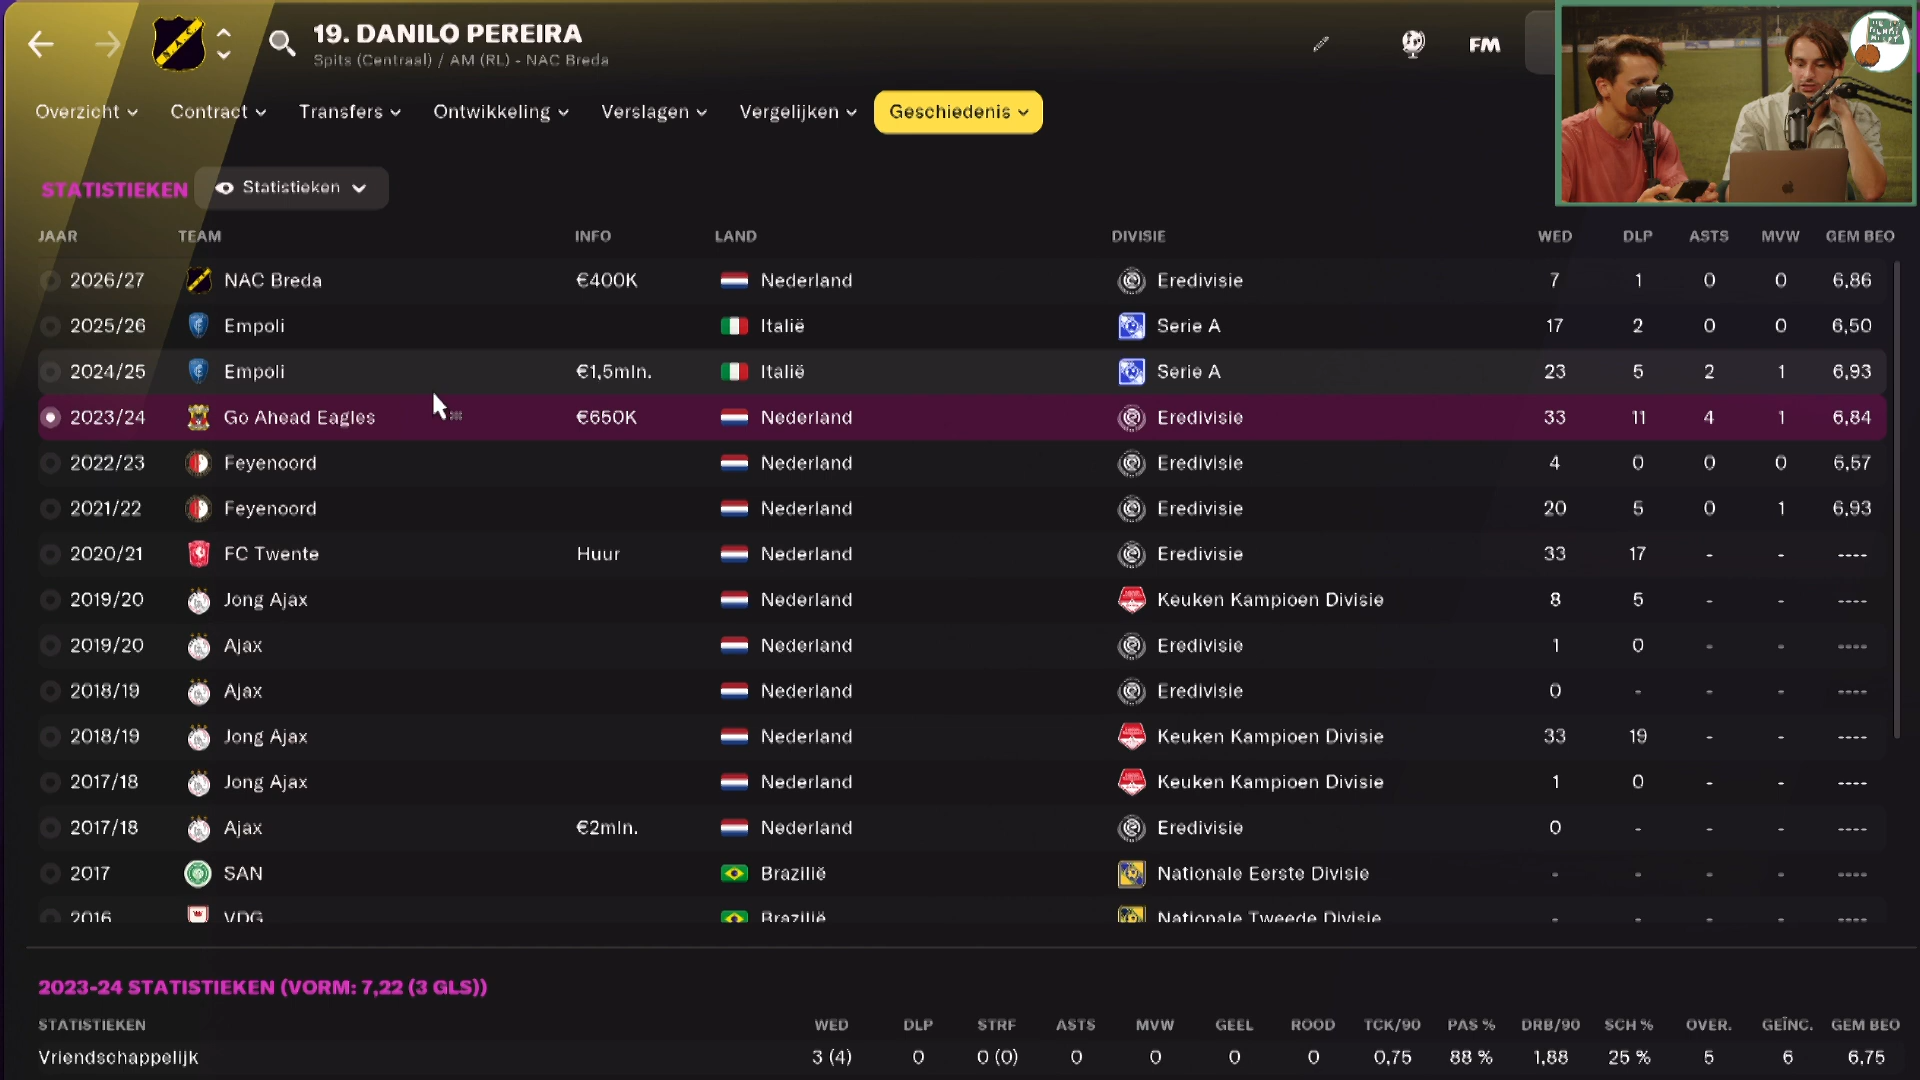 19. DANILO PEREIRA
Spits (Centraal) / AM (RL) - NAC Breda
FM
Overzicht Contract Transfers Ontwikkeling Verslagen Vergelijken Geschiedenis
STATISTIEKEN Statistieken
JAAR TEAM INFO LAND DIVISIE WED DLP ASTS MVW GEM BEO
2026/27 NAC Breda €400K Nederland Eredivisie 7 1 0 0 6,86
2025/26 Empoli Italië Serie A 17 2 0 0 6,50
2024/25 Empoli €1,5mln. Italië Serie A 23 5 2 1 6,93
2023/24 Go Ahead Eagles €650K Nederland Eredivisie 33 11 4 1 6,84
2022/23 Feyenoord Nederland Eredivisie 4 0 0 0 6,57
2021/22 Feyenoord Nederland Eredivisie 20 5 0 1 6,93
2020/21 FC Twente Huur Nederland Eredivisie 33 17 - - ----
2019/20 Jong Ajax Nederland Keuken Kampioen Divisie 8 5 - - ----
2019/20 Ajax Nederland Eredivisie 1 0 - - ----
2018/19 Ajax Nederland Eredivisie 0 - - - ----
2018/19 Jong Ajax Nederland Keuken Kampioen Divisie 33 19 - - ----
2017/18 Jong Ajax Nederland Keuken Kampioen Divisie 1 0 - - ----
2017/18 Ajax €2mln. Nederland Eredivisie 0 - - - ----
2017 SAN Brazilië Nationale Eerste Divisie - - - - ----
2016 VDG Brazilië Nationale Tweede Divisie - - - - ----
2023-24 STATISTIEKEN (VORM: 7,22 (3 GLS))
STATISTIEKEN WED DLP STRF ASTS MVW GEEL ROOD TCK/90 PAS % DRB/90 SCH % OVER. GEÏNC. GEM BEO
Vriendschappelijk 3 (4) 0 0 (0) 0 0 0 0 0,75 88 % 1,88 25 % 5 6 6,75